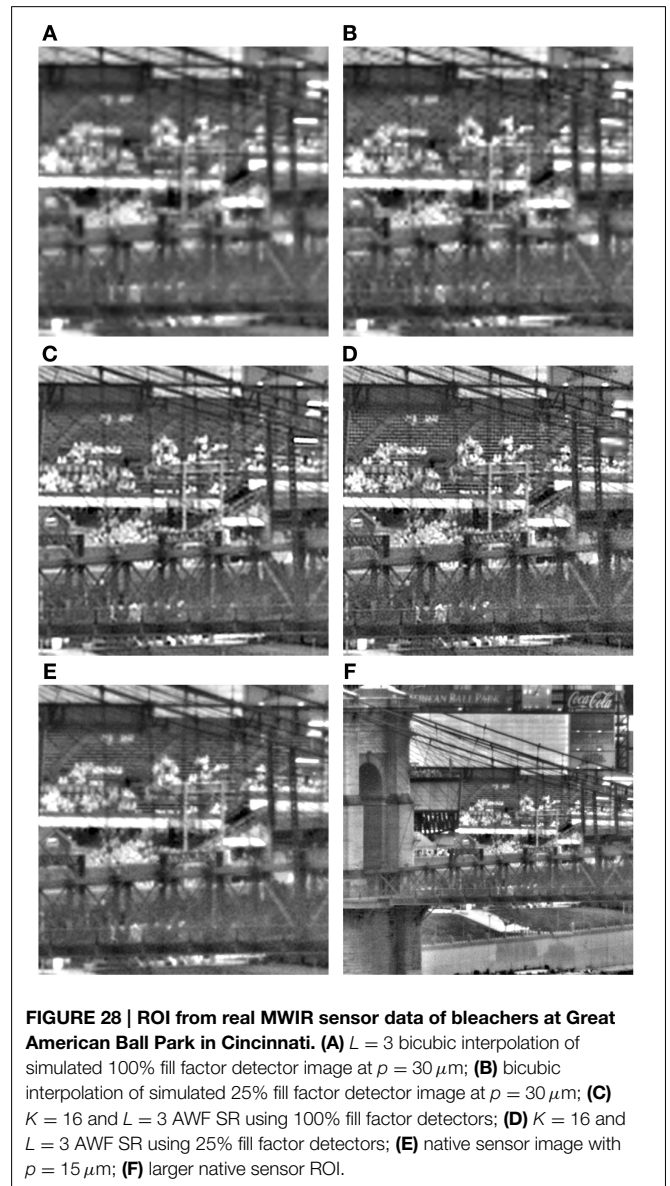 A
B
C
D
E
F
ERICAN BALL PARK
Coca-Cola
FIGURE 28 | ROI from real MWIR sensor data of bleachers at Great
American Ball Park in Cincinnati. (A) L = 3 bicubic interpolation of
simulated 100% fill factor detector image at p = 30 μm; (B) bicubic
interpolation of simulated 25% fill factor detector image at p = 30 μm; (C)
K = 16 and L = 3 AWF SR using 100% fill factor detectors; (D) K = 16 and
L = 3 AWF SR using 25% fill factor detectors; (E) native sensor image with
p = 15 μm; (F) larger native sensor ROI.